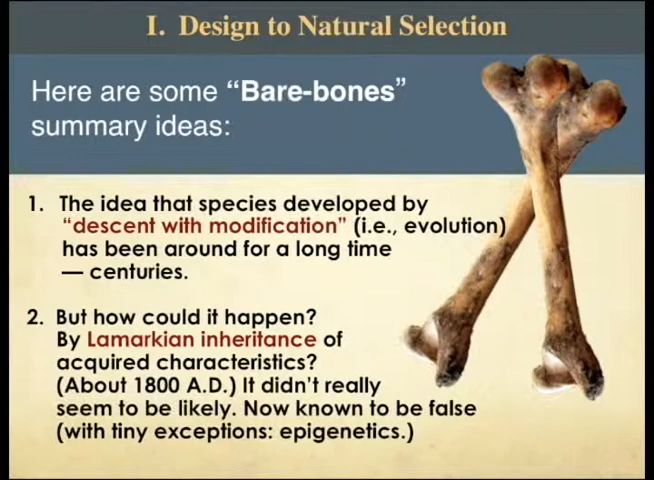 I. Design to Natural Selection
Here are some “Bare-bones”
summary ideas:
1. The idea that species developed by
“descent with modification” (i.e., evolution)
has been around for a long time
— centuries.
2. But how could it happen?
By Lamarkian inheritance of
acquired characteristics?
(About 1800 A.D.) It didn't really
seem to be likely. Now known to be false
(with tiny exceptions: epigenetics.)